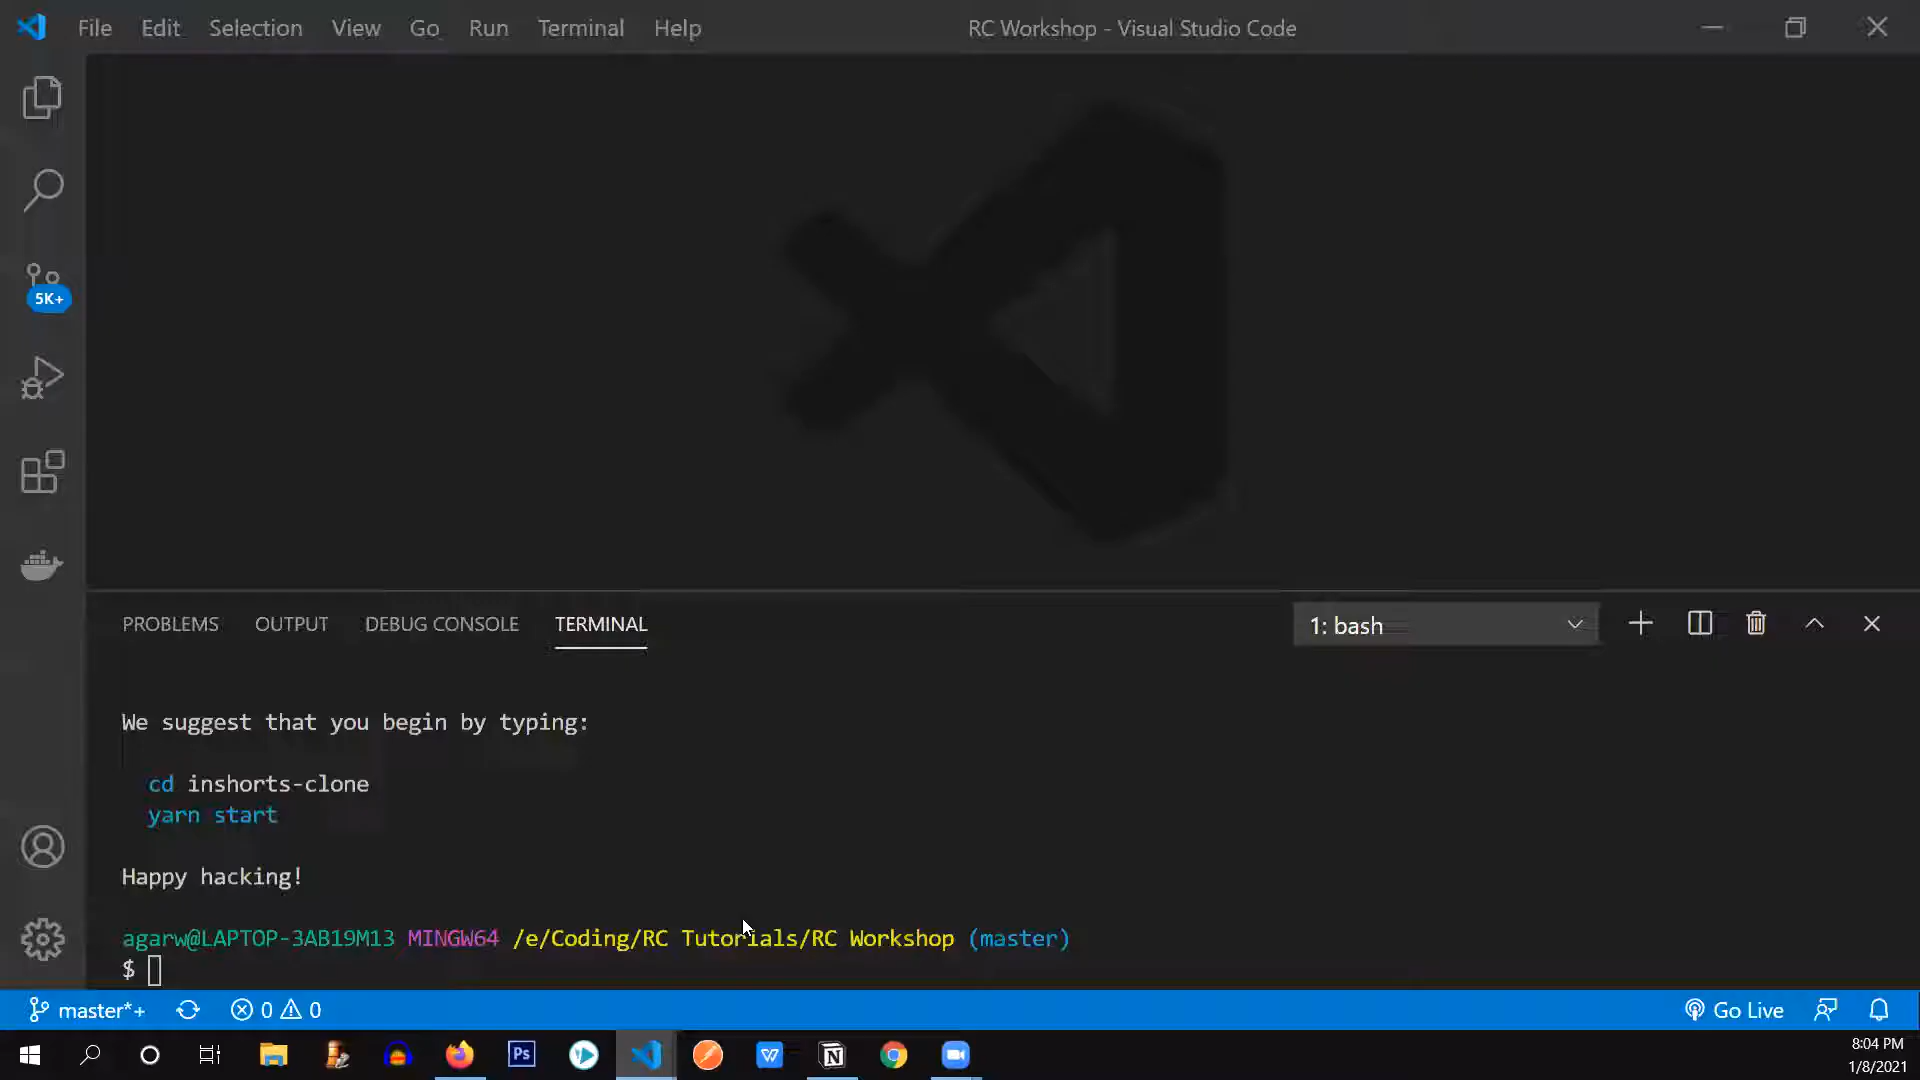 File Edit Selection View Go Run Terminal Help RC Workshop - Visual Studio Code
5K+
PROBLEMS OUTPUT DEBUG CONSOLE TERMINAL 1: bash
We suggest that you begin by typing:
cd inshorts-clone
yarn start
Happy hacking!
agarw@LAPTOP-3AB19M13 MINGW64 /e/Coding/RC Tutorials/RC Workshop (master)
$
master*+ 0 0 Go Live
Ps W N
8:04 PM
1/8/2021